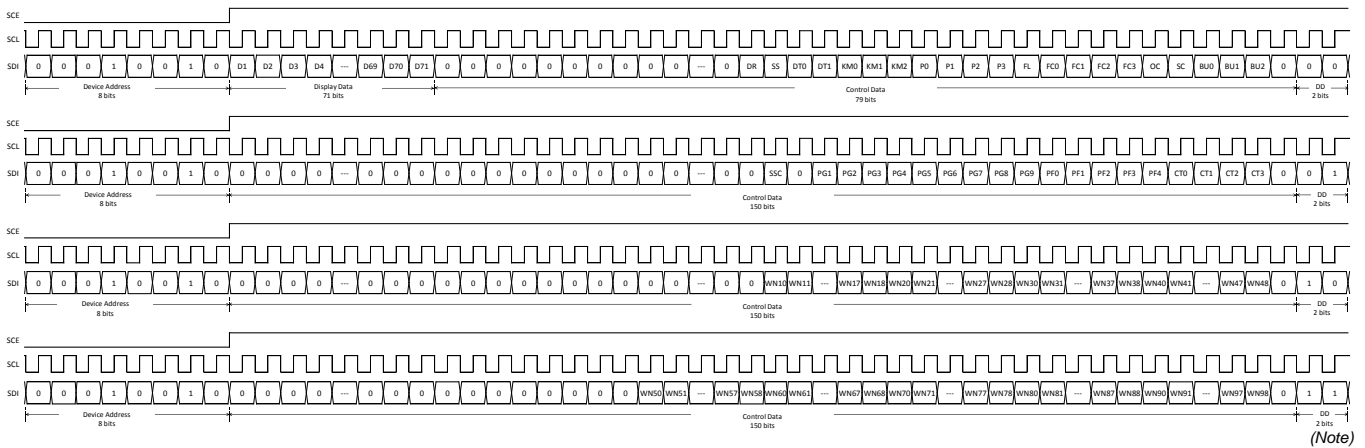 SCE
SCL
SDI 0 0 0 1 0 0 1 0 D1 D2 D3 D4 --- D69 D70 D71 0 0 0 0 0 0 0 0 0 0 --- 0 DR SS DT0 DT1 KM0 KM1 KM2 P0 P1 P2 P3 FL FC0 FC1 FC2 FC3 OC SC BU0 BU1 BU2 0 0 0
Device Address Display Data Control Data DD
8 bits 71 bits 79 bits 2 bits
SCE
SCL
SDI 0 0 0 1 0 0 1 0 0 0 0 0 --- 0 0 0 0 0 0 0 0 0 0 0 0 0 --- 0 0 SSC 0 PG1 PG2 PG3 PG4 PG5 PG6 PG7 PG8 PG9 PF0 PF1 PF2 PF3 PF4 CT0 CT1 CT2 CT3 0 0 1
Device Address Control Data DD
8 bits 150 bits 2 bits
SCE
SCL
SDI 0 0 0 1 0 0 1 0 0 0 0 0 --- 0 0 0 0 0 0 0 0 0 0 0 0 0 --- 0 0 WN10 WN11 --- WN17 WN18 WN20 WN21 --- WN27 WN28 WN30 WN31 --- WN37 WN38 WN40 WN41 --- WN47 WN48 0 1 0
Device Address Control Data DD
8 bits 150 bits 2 bits
SCE
SCL
SDI 0 0 0 1 0 0 1 0 0 0 0 0 --- 0 0 0 0 0 0 0 0 0 0 0 WN50 WN51 --- WN57 WN58 WN60 WN61 --- WN67 WN68 WN70 WN71 --- WN77 WN78 WN80 WN81 --- WN87 WN88 WN90 WN91 --- WN97 WN98 0 1 1
Device Address Control Data DD
8 bits 150 bits 2 bits
(Note)